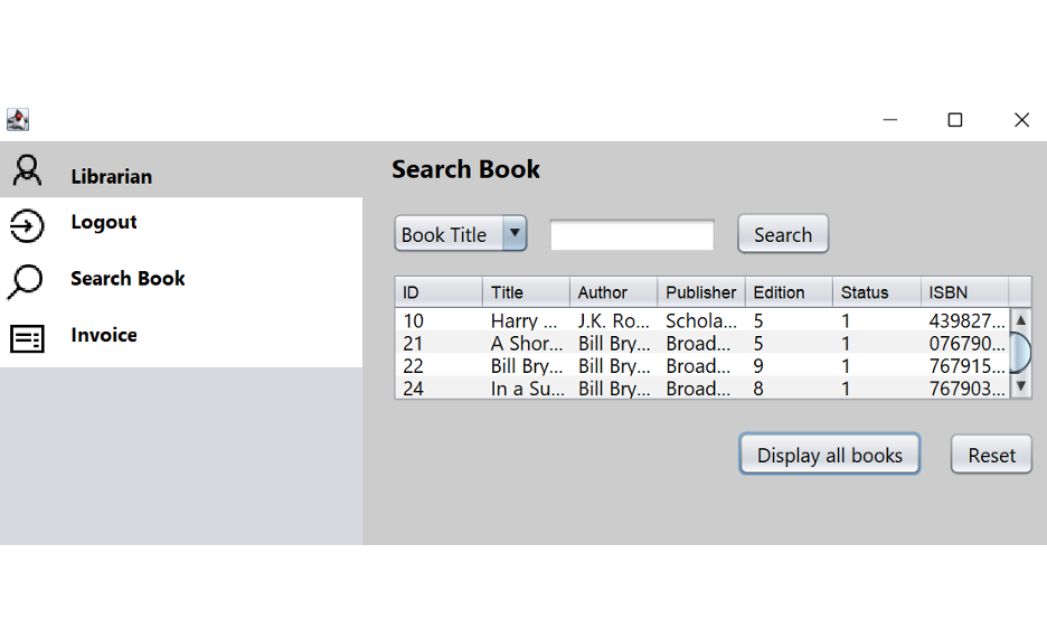 Librarian
Logout
Search Book
Invoice
Search Book
Book Title Search
ID Title Author Publisher Edition Status ISBN
10 Harry ... J.K. Ro... Schola... 5 1 439827...
21 A Shor... Bill Bry... Broad... 5 1 076790...
22 Bill Bry... Bill Bry... Broad... 9 1 767915...
24 In a Su... Bill Bry... Broad... 8 1 767903...
Display all books Reset